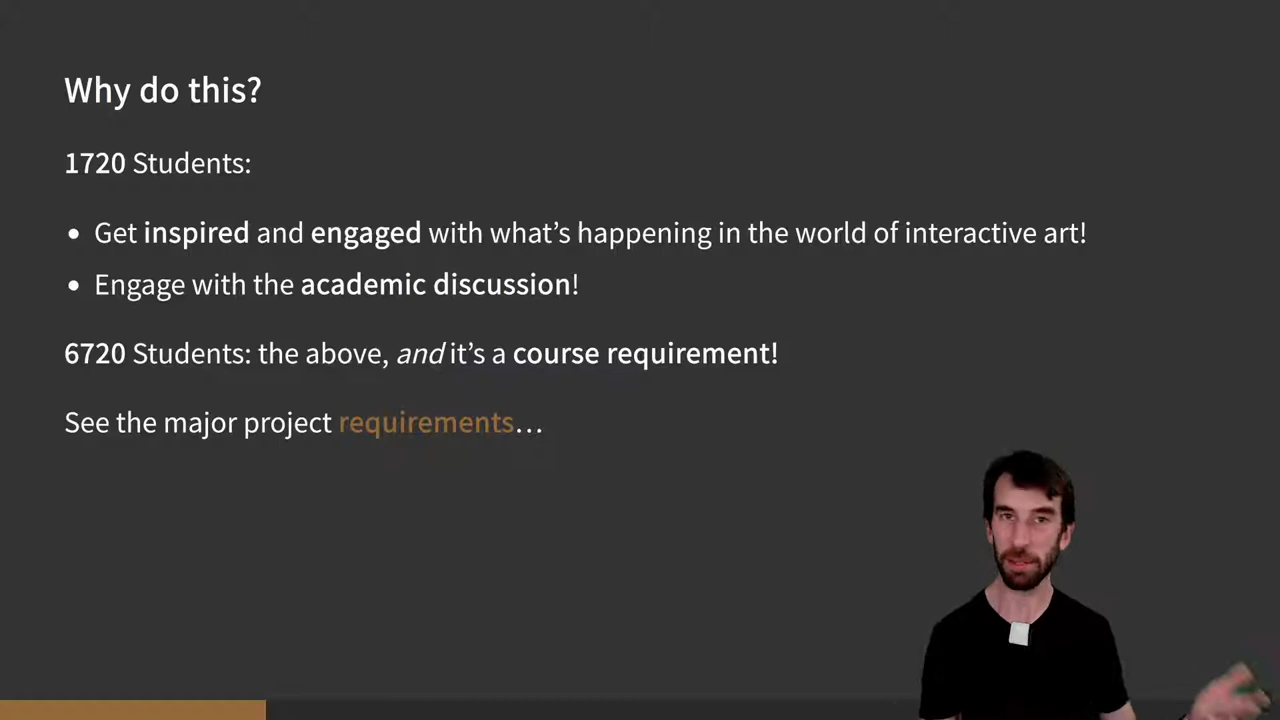 Why do this?
1720 Students:
• Get inspired and engaged with what’s happening in the world of interactive art!
• Engage with the academic discussion!
6720 Students: the above, and it’s a course requirement!
See the major project requirements…